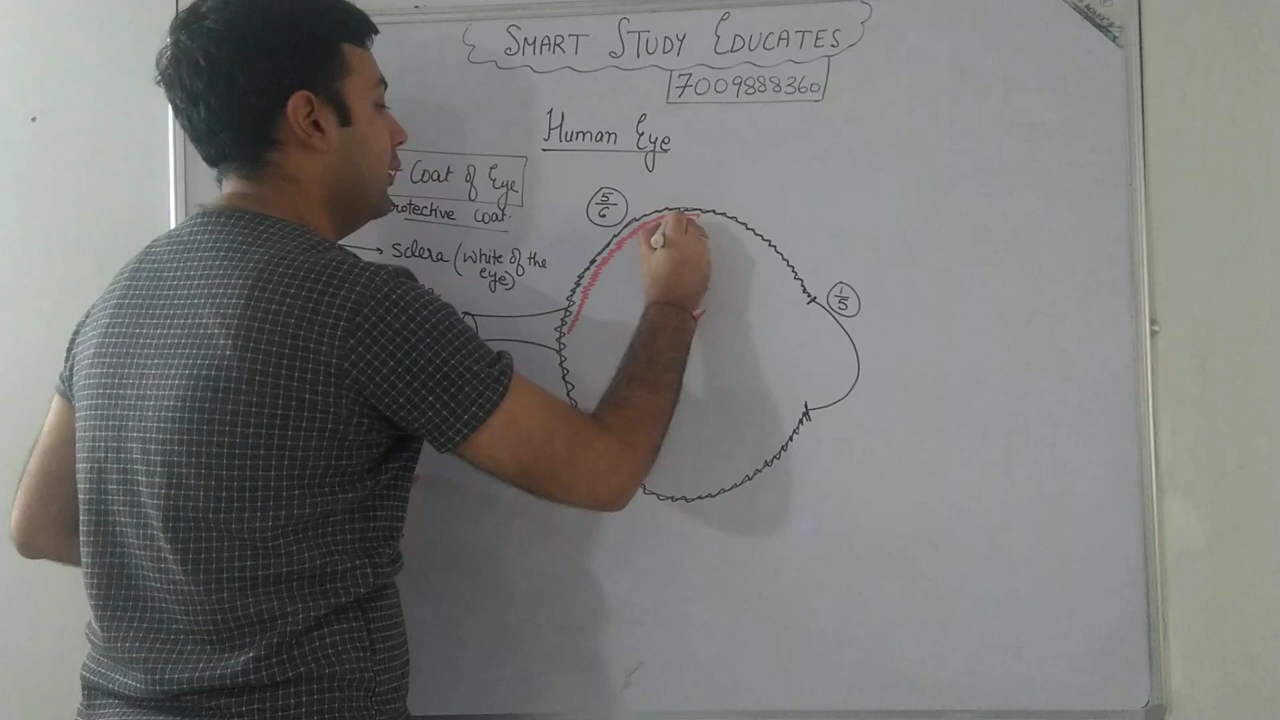 SMART STUDY EDUCATES
7009888360
Human Eye
Coat of Eye
rotective coat.
5/6
sclera (white of the
eye)
1/5